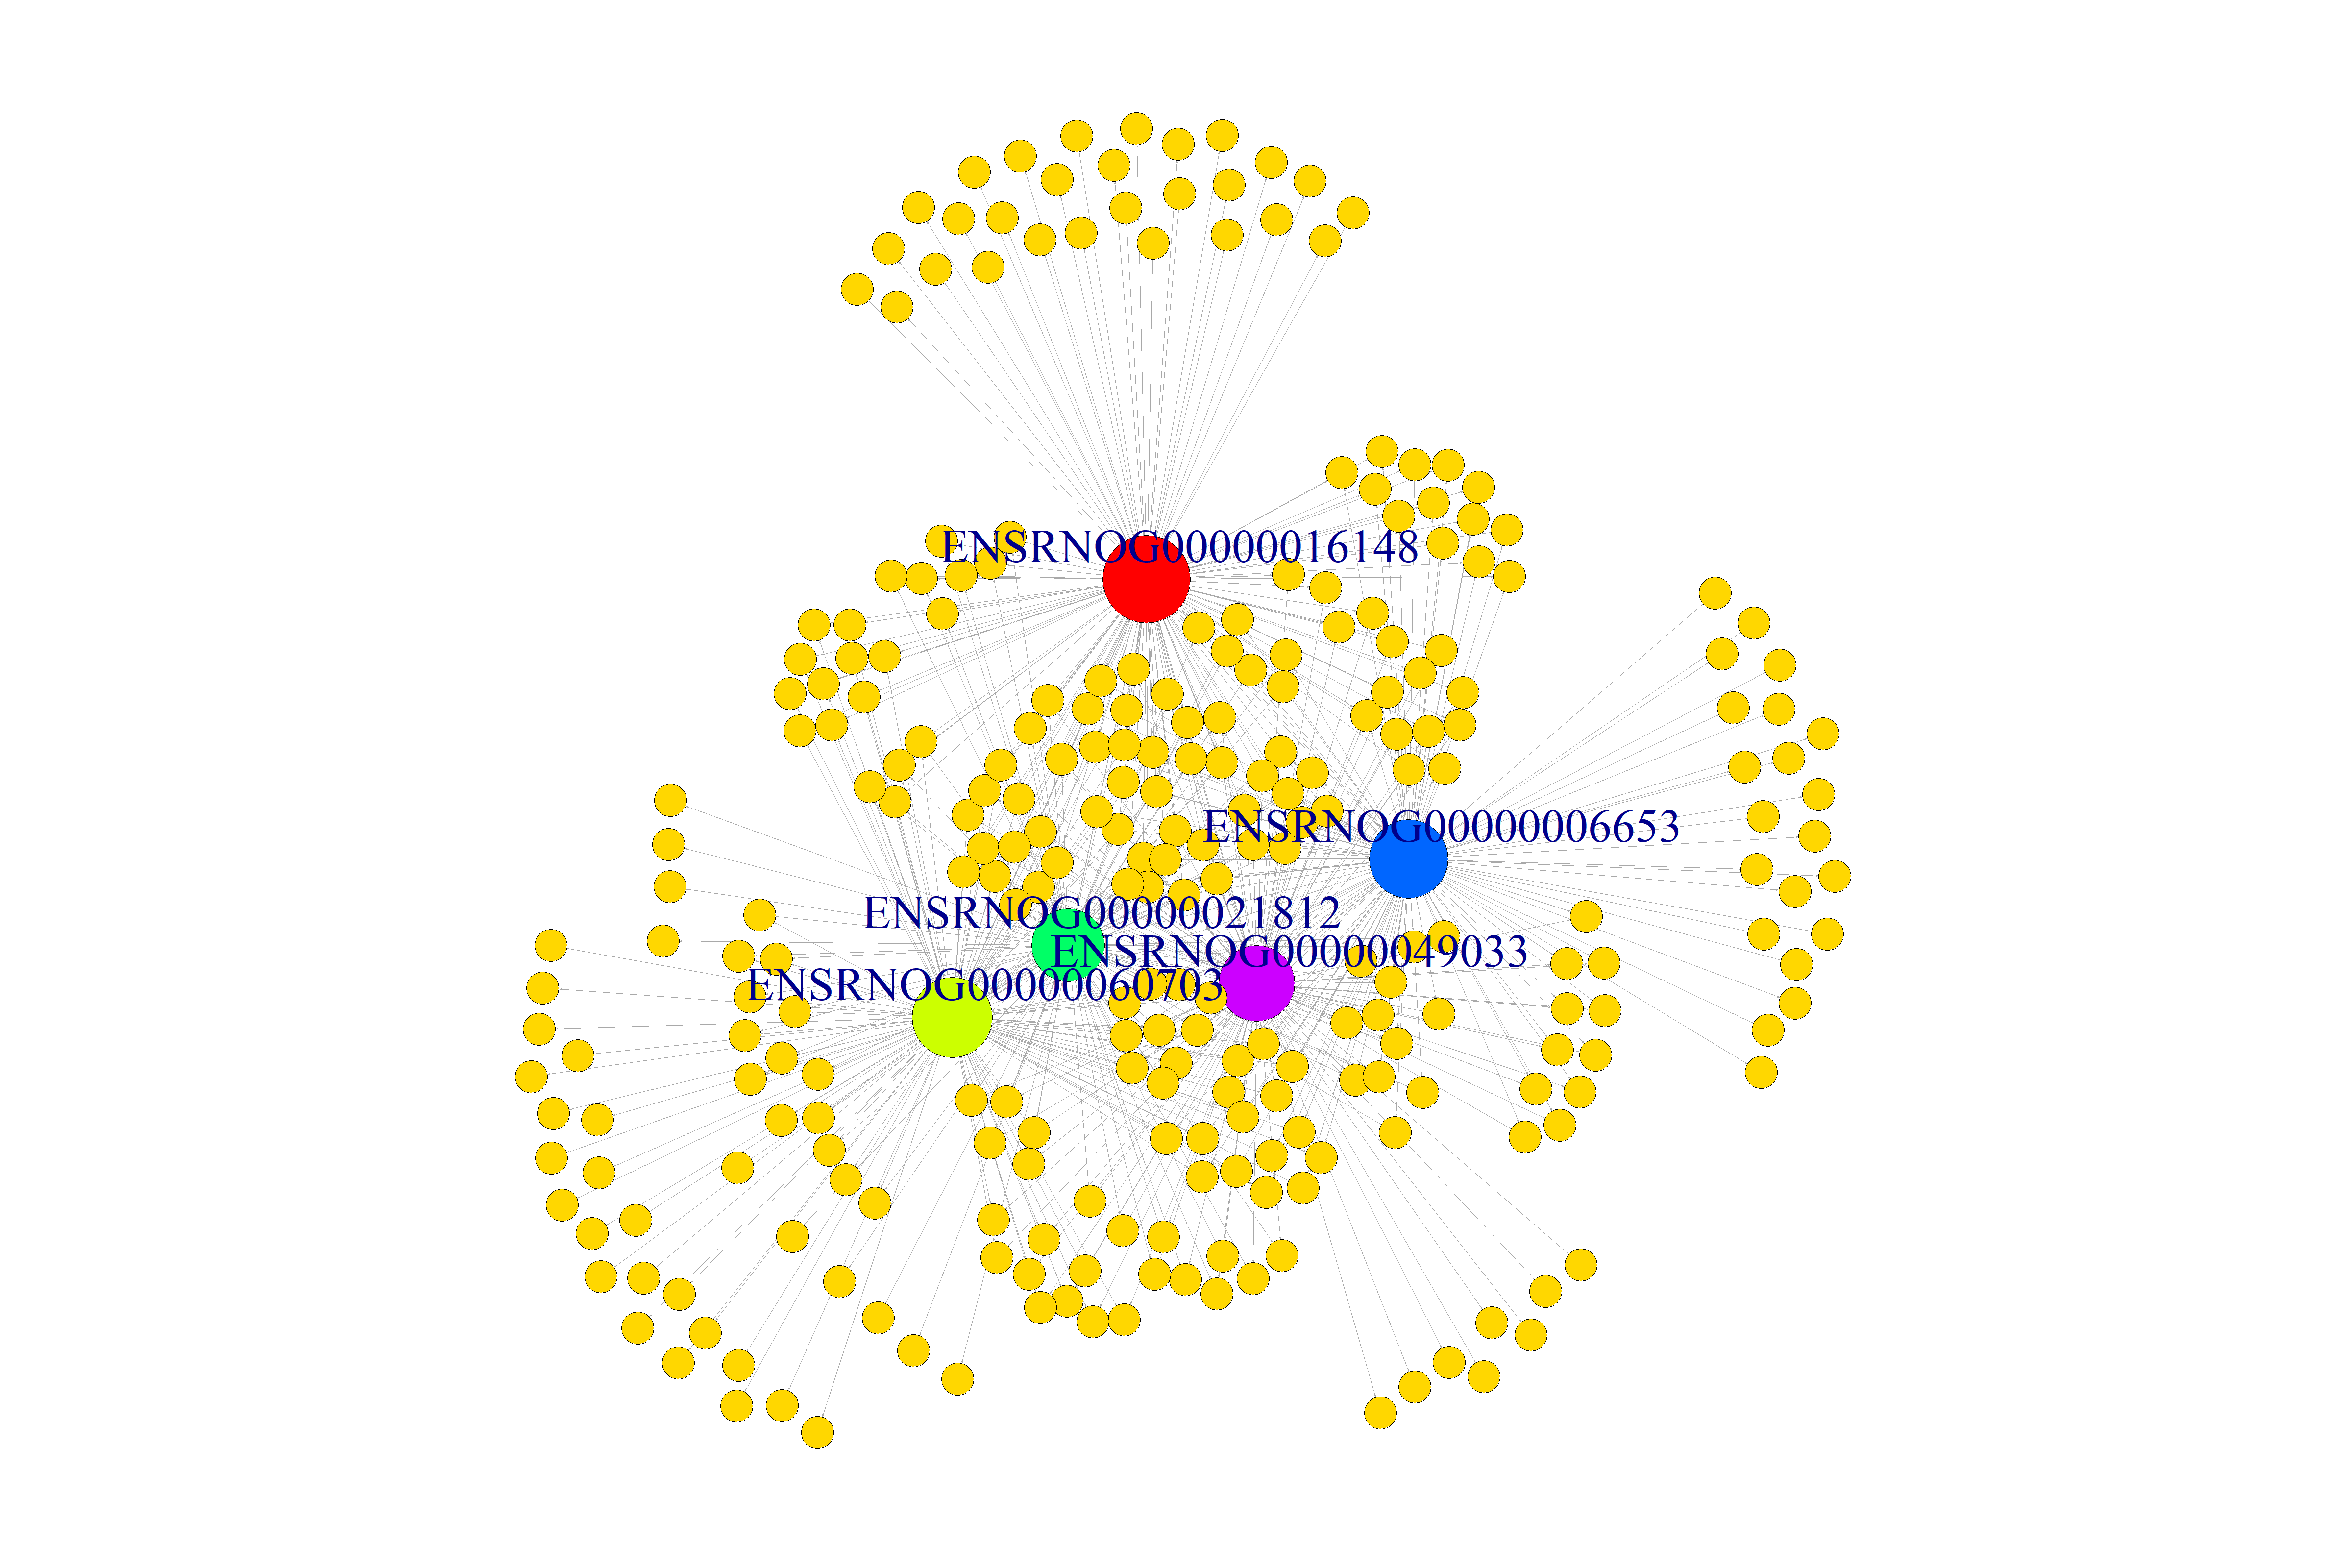 ENSRNOG00000016148
ENSRNOG00000006653
ENSRNOG00000021812
ENSRNOG00000049033
ENSRNOG00000060703